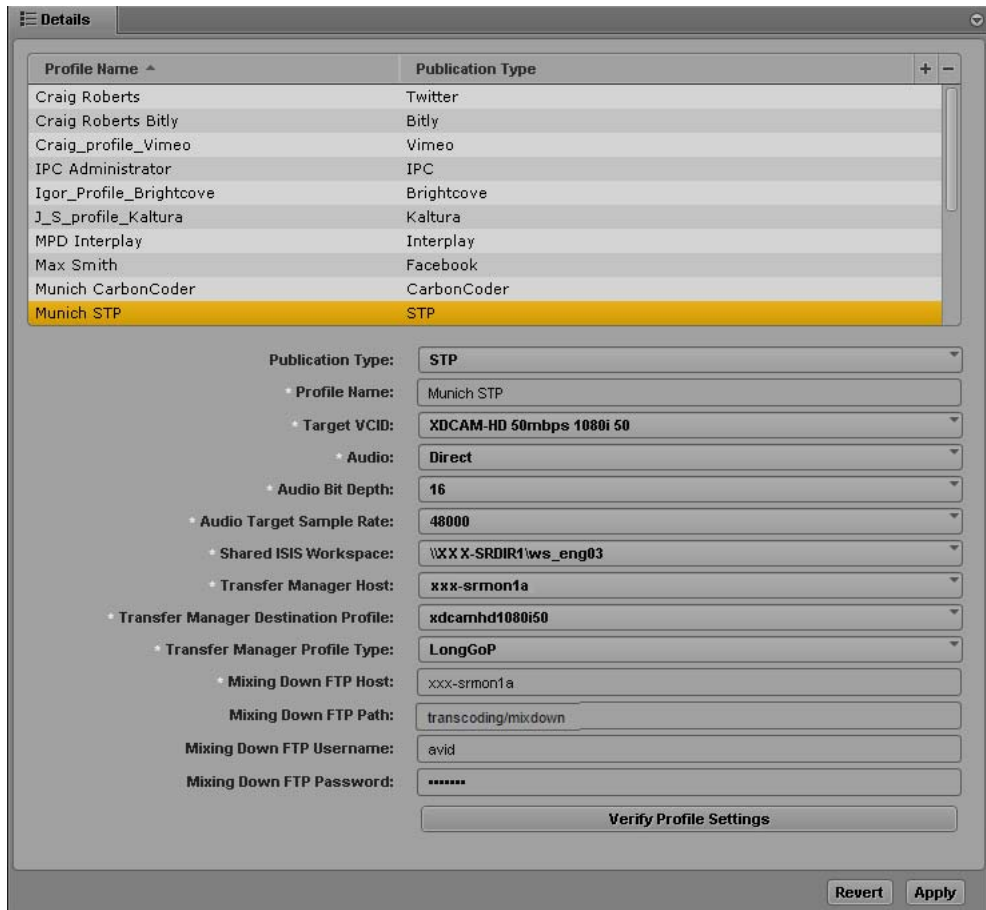 Details
Profile Name Publication Type + -
Craig Roberts Twitter
Craig Roberts Bitly Bitly
Craig_profile_Vimeo Vimeo
IPC Administrator IPC
Igor_Profile_Brightcove Brightcove
J_S_profile_Kaltura Kaltura
MPD Interplay Interplay
Max Smith Facebook
Munich CarbonCoder CarbonCoder
Munich STP STP
Publication Type: STP
* Profile Name: Munich STP
* Target VCID: XDCAM-HD 50mbps 1080i 50
* Audio: Direct
* Audio Bit Depth: 16
* Audio Target Sample Rate: 48000
* Shared ISIS Workspace: \\XXX-SRDIR1\ws_eng03
* Transfer Manager Host: xxx-srmon1a
* Transfer Manager Destination Profile: xdcamhd1080i50
* Transfer Manager Profile Type: LongGoP
* Mixing Down FTP Host: xxx-srmon1a
Mixing Down FTP Path: transcoding/mixdown
Mixing Down FTP Username: avid
Mixing Down FTP Password: •••••••
Verify Profile Settings
Revert Apply